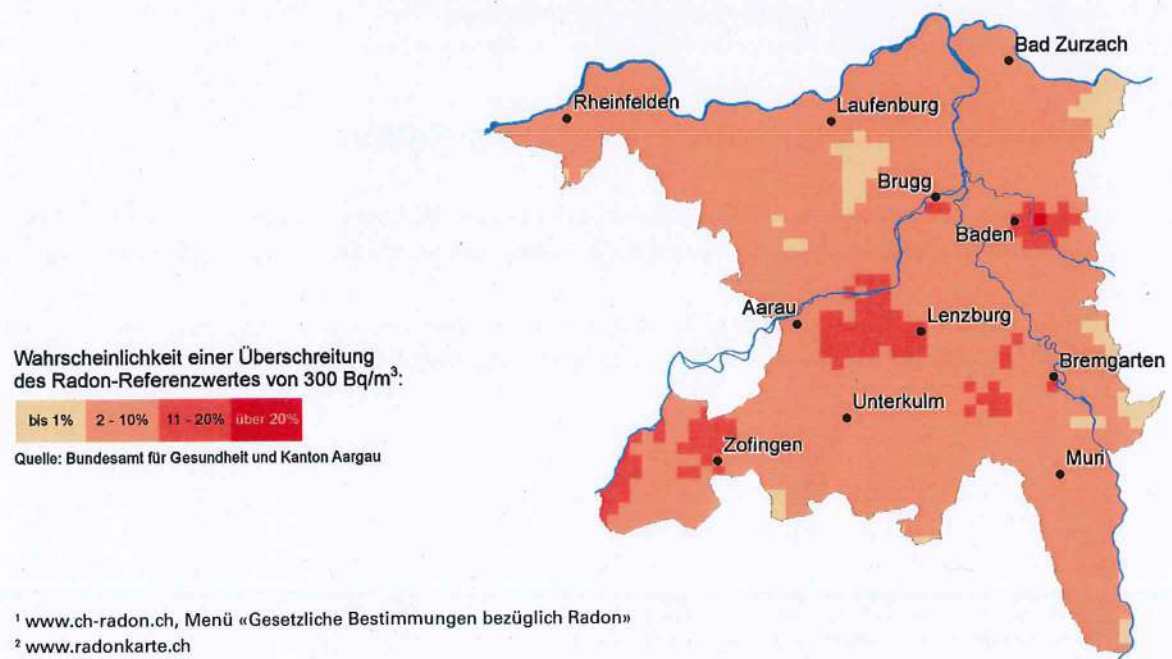 Bad Zurzach
Rheinfelden
Laufenburg
Brugg
Baden
Aarau
Lenzburg
Wahrscheinlichkeit einer Überschreitung
des Radon-Referenzwertes von 300 Bq/m³:
Bremgarten
bis 1% 2 - 10% 11 - 20% über 20%
Unterkulm
Quelle: Bundesamt für Gesundheit und Kanton Aargau
Zofingen
Muri
¹ www.ch-radon.ch, Menü «Gesetzliche Bestimmungen bezüglich Radon»
² www.radonkarte.ch